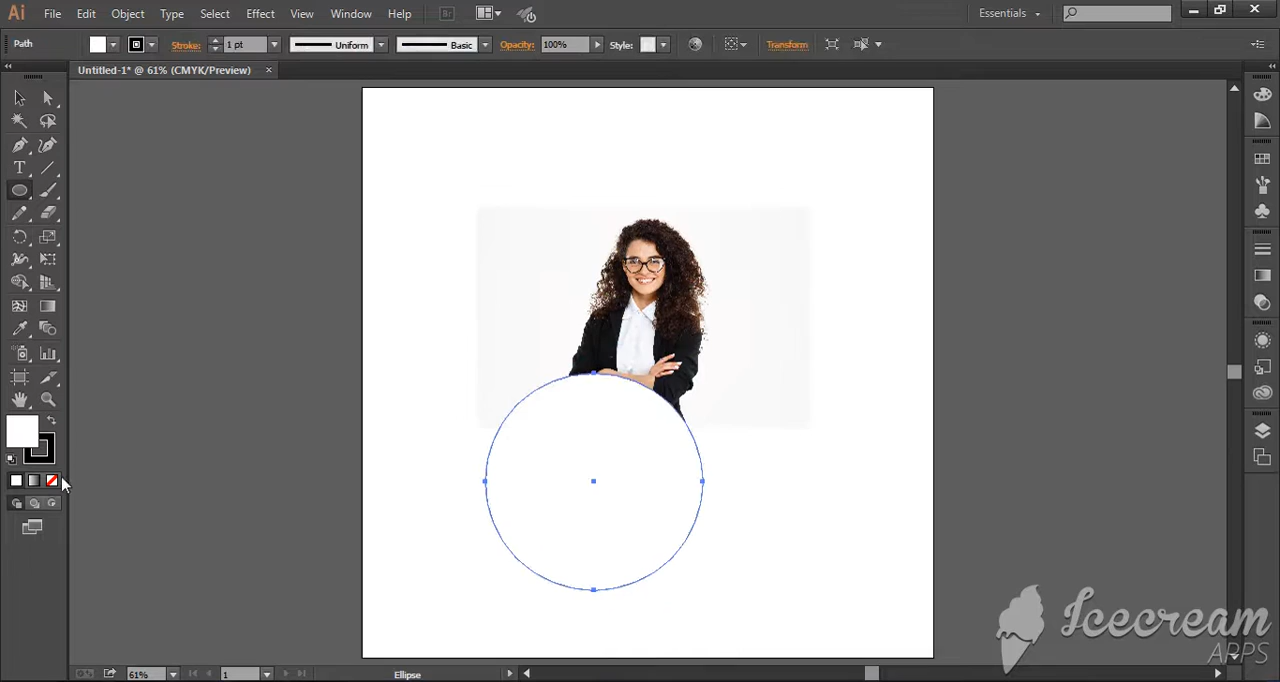 Ai File Edit Object Type Select Effect View Window Help Br Essentials
Path Stroke: 1 pt Uniform Basic Opacity: 100% Style: Transform
Untitled-1* @ 61% (CMYK/Preview) ×
T
61% 1 Ellipse
Icecream
APPS